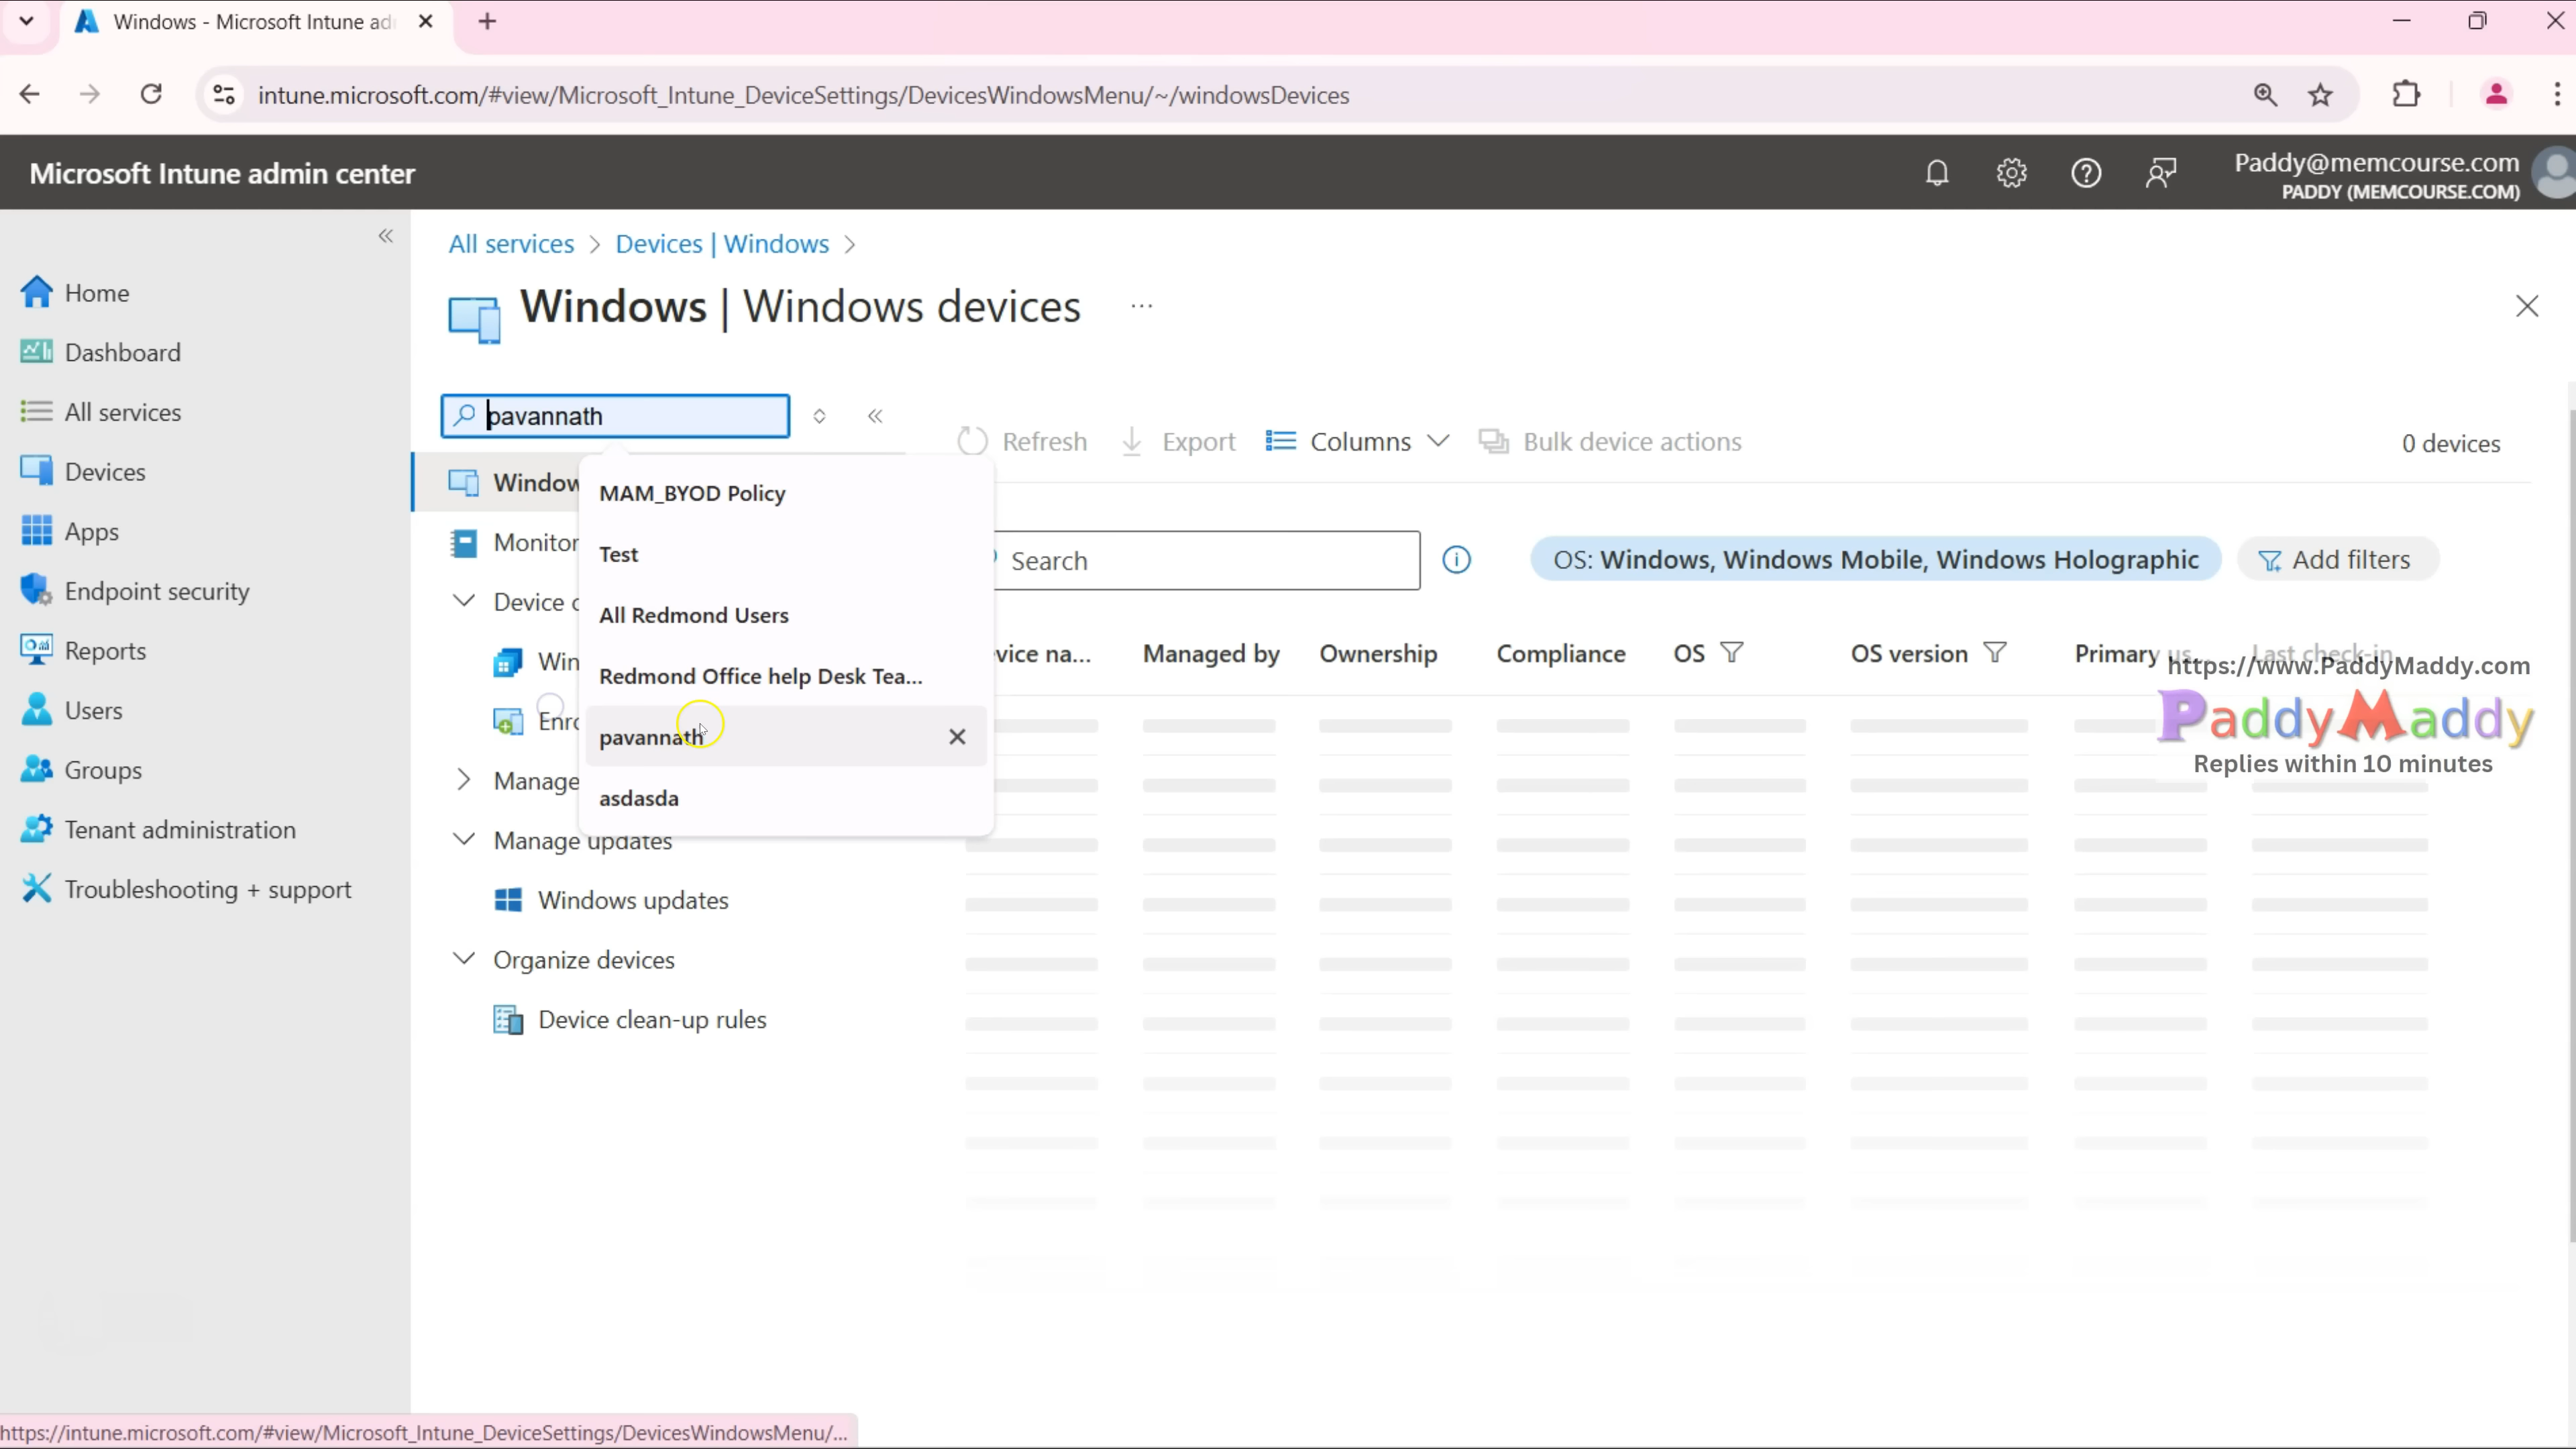 Windows - Microsoft Intune ad
intune.microsoft.com/#view/Microsoft_Intune_DeviceSettings/DevicesWindowsMenu/~/windowsDevices
Microsoft Intune admin center
Paddy@memcourse.com
PADDY (MEMCOURSE.COM)
Home
Dashboard
All services
Devices
Apps
Endpoint security
Reports
Users
Groups
Tenant administration
Troubleshooting + support
All services > Devices | Windows >
Windows | Windows devices ...
pavannath
Window
Monitor
Device c
Win
Enro
Manage
Manage updates
Windows updates
Organize devices
Device clean-up rules
MAM_BYOD Policy
Test
All Redmond Users
Redmond Office help Desk Tea...
pavannath
asdasda
Refresh Export Columns Bulk device actions 0 devices
Search OS: Windows, Windows Mobile, Windows Holographic Add filters
vice na... Managed by Ownership Compliance OS OS version Primary us... Last check-in
https://www.PaddyMaddy.com
PaddyMaddy
Replies within 10 minutes
https://intune.microsoft.com/#view/Microsoft_Intune_DeviceSettings/DevicesWindowsMenu/...